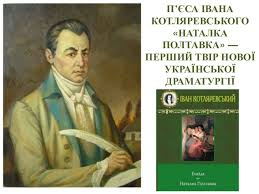 П'ЄСА ІВАНА
КОТЛЯРЕВСЬКОГО
«НАТАЛКА
ПОЛТАВКА» —
ПЕРШИЙ ТВІР НОВОЇ
УКРАЇНСЬКОЇ
ДРАМАТУРГІЇ
ІВАН КОТЛЯРЕВСЬКИЙ
Енеїда
Наталка Полтавка